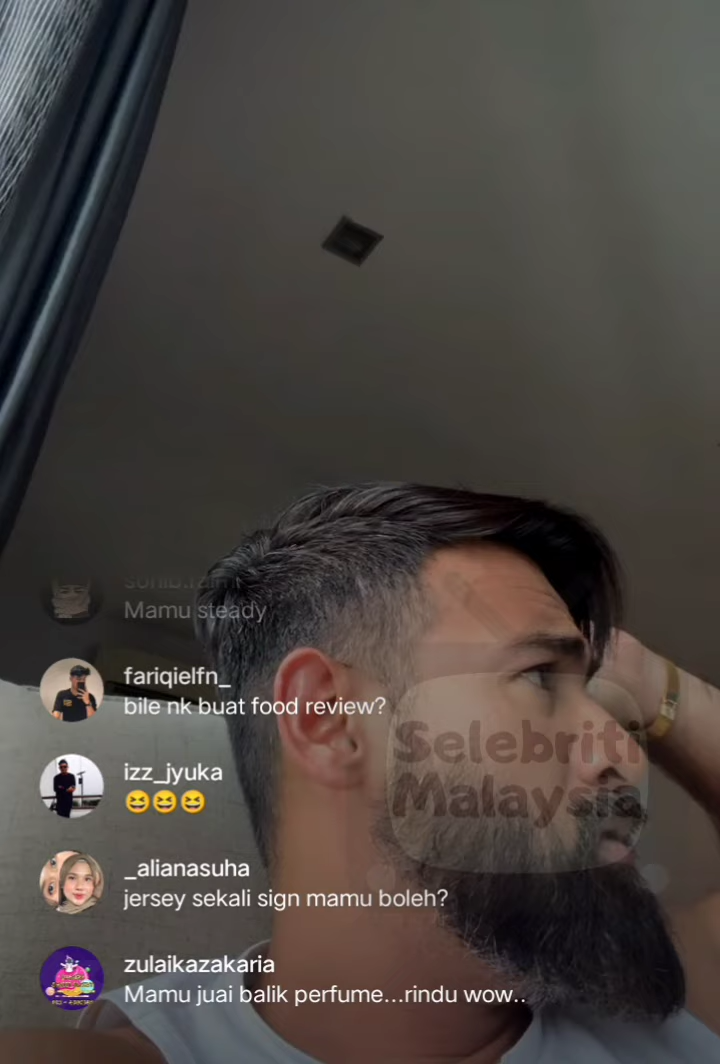 Mamu steady
fariqielfn_
bile nk buat food review?
izz_jyuka
😆😆😆
_alianasuha
jersey sekali sign mamu boleh?
zulaikazakaria
Mamu juai balik perfume...rindu wow..
Selebriti
Malaysia